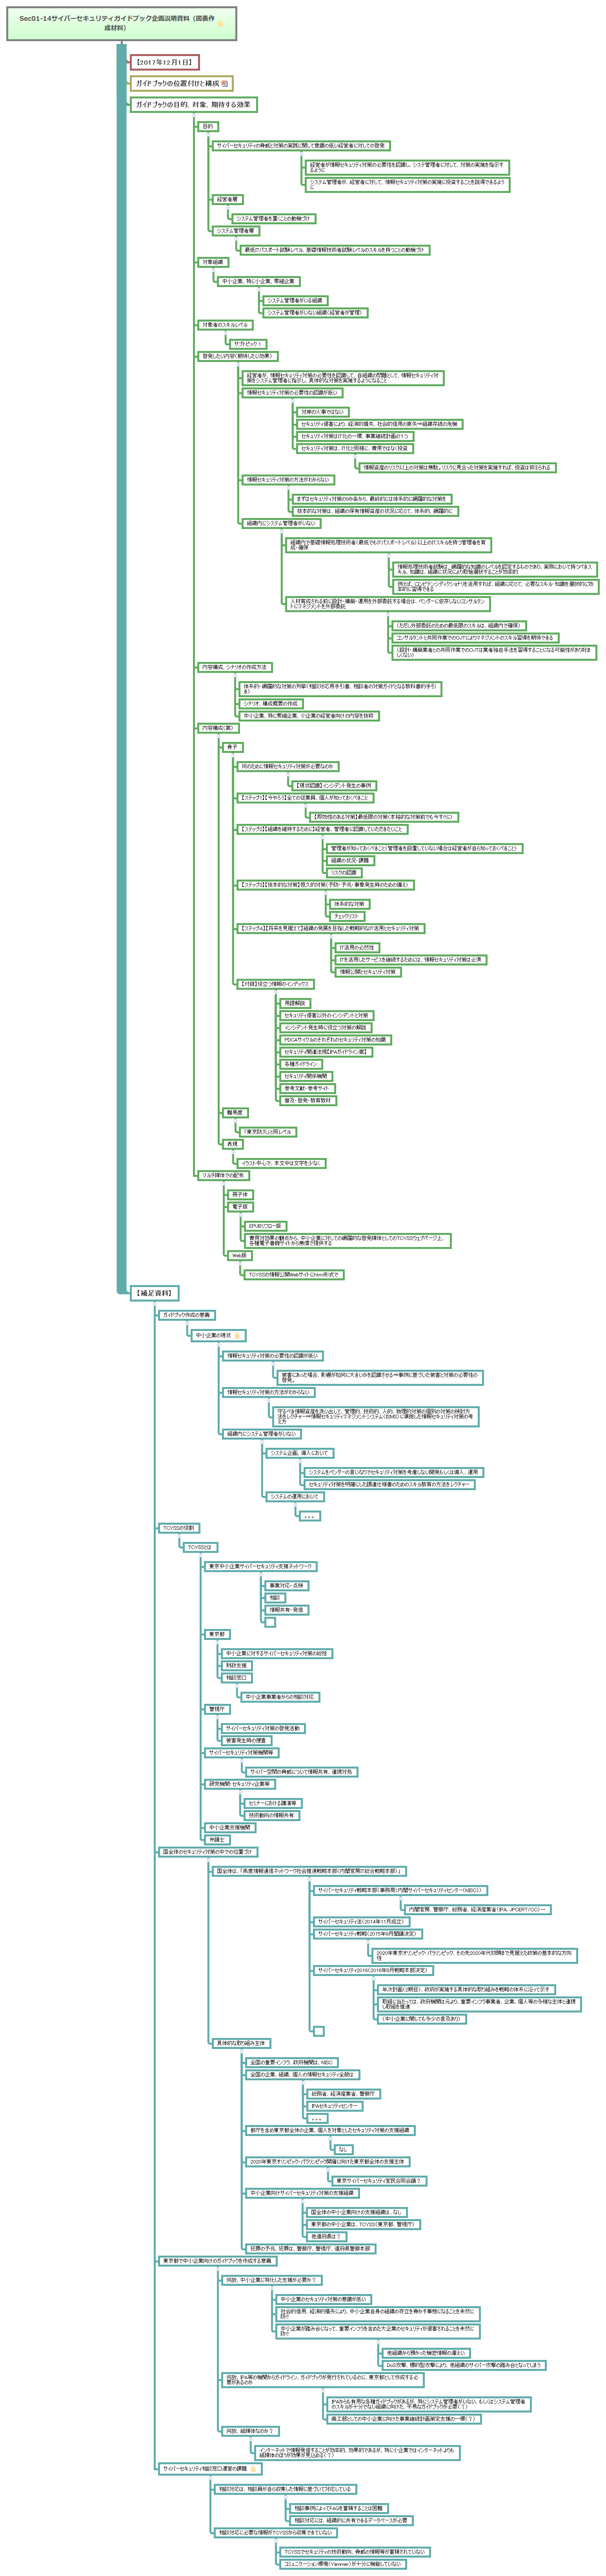 Sec01-14サイバーセキュリティガイドブック企画説明資料（図表作
成材料）
【2017年12月1日】
ガイドブックの位置付けと構成
ガイドブックの目的、対象、期待する効果
目的
サイバーセキュリティの脅威と対策の実践に関して意識の低い経営者に対しての啓発
経営者が情報セキュリティ対策の必要性を認識し、システム管理者に対して、対策の実施を指示す
るように
システム管理者が、経営者に対して、情報セキュリティ対策の実施に投資することを説得できるよう
に
経営者層
システム管理者を置くことの動機づけ
システム管理者層
最低ITパスポート試験レベル、基礎情報技術者試験レベルのスキルを持つことの動機づけ
対象組織
中小企業、特に小企業、零細企業
システム管理者がいる組織
システム管理者がいない組織（経営者が管理）
対象者のスキルレベル
サブトピック 1
啓発したい内容（期待したい効果）
経営者が、情報セキュリティ対策の必要性を認識して、自組織の問題として、情報セキュリティ対
策をシステム管理者に指示し、具体的な対策を実施するようになること
情報セキュリティ対策の必要性の認識が低い
対岸の火事ではない
セキュリティ侵害により、経済的損失、社会的信用の喪失⇒組織存続の危機
セキュリティ対策はIT化の一環、事業継続計画の1つ
セキュリティ対策は、IT化と同様に、費用ではなく投資
情報資産のリスク以上の対策は無駄。リスクに見合った対策を実施すれば、投資は抑えられる
情報セキュリティ対策の方法がわからない
まずはセキュリティ対策の9か条から、最終的には体系的に網羅的な対策を
抜本的な対策は、組織の保有情報資産の状況に応じて、体系的、網羅的に
組織内にシステム管理者がいない
組織内で基礎情報処理技術者（最低でもITパスポートレベル）以上のITスキルを持つ管理者を育
成・確保
情報処理技術者試験は、網羅的な知識のレベルを認定するものであり、実務において持つべきス
キル、知識は、組織に状況により取捨選択することが効率的
例えば、コンピテンシディクショナリを活用すれば、組織に応じて、必要なスキル・知識を選択的に効
率的に習得できる
人材育成される前に設計・構築・運用を外部委託する場合は、ベンダーに依存しないコンサルタン
トにマネジメントを外部委託
（ただし外部委託のための最低限のスキルは、組織内で確保）
コンサルタントと共同作業でのOJTによりマネジメントのスキル習得を期待できる
（設計・構築業者との共同作業でのOJTは業者独自手法を習得することになる可能性があり好ま
しくない）
内容構成、シナリオの作成方法
体系的・網羅的な対策の列挙（相談対応用手引書、相談者の対策ガイドとなる教科書的手引
き）
シナリオ、構成概要の作成
中小企業、特に零細企業、小企業の経営者向けの内容を抜粋
内容構成（案）
骨子
何のために情報セキュリティ対策が必要なのか
【現状認識】インシデント発生の事例
【ステップ1】【今やろう】全ての従業員、個人が知っておくべきこと
【即効性のある対策】最低限の対策（本格的な対策前でも今すぐに）
【ステップ2】【組織を維持するために】経営者、管理者に認識していただきたいこと
管理者が知っておくべきこと（管理者を設置していない場合は経営者が自ら知っておくべきこと）
組織の状況・課題
リスクの認識
【ステップ3】【抜本的な対策】恒久的対策（予防・予兆・事象発生時のための備え）
体系的な対策
チェックリスト
【ステップ4】【将来を見据えて】組織の発展を目指した戦略的なIT活用とセキュリティ対策
IT活用の必然性
ITを活用したサービスを継続するためには、情報セキュリティ対策は必須
情報公開とセキュリティ対策
【付録】役立つ情報のインデックス
用語解説
セキュリティ侵害以外のインシデントと対策
インシデント発生時に役立つ対策の解説
PDCAサイクルのそれぞれのセキュリティ対策の知識
セキュリティ関連法規【IPAガイドライン案】
各種ガイドライン
セキュリティ関係機関
参考文献・参考サイト
普及・啓発・教育教材
難易度
「東京防災」と同レベル
表現
イラスト中心で、本文中は文字を少なく
マルチ媒体での配布
冊子体
電子版
EPUBリフロー版
費用対効果の観点から、中小企業に対しての網羅的な啓発媒体としてのTCYSSウェブページ上、
各種電子書籍サイトから無償で提供する
Web版
TCYSSの情報公開Webサイトにhtml形式で
【補足資料】
ガイドブック作成の意義
中小企業の現状
情報セキュリティ対策の必要性の認識が低い
被害にあった場合、影響が如何に大きいかを認識させる⇒事例に基づいた被害と対策の必要性の
啓発。
情報セキュリティ対策の方法がわからない
守るべき情報資産を洗い出して、管理的、技術的、人的、物理的対策の個別の対策の検討方
法をレクチャー⇒情報セキュリティマネジメントシステム（ISMS）に準拠した情報セキュリティ対策の考
え方
組織内にシステム管理者がいない
システム企画、導入において
システムをベンダーの言いなりでセキュリティ対策を考慮しない開発もしくは導入、運用
セキュリティ対策を明確にした調達仕様書のためのスキル教育の方法をレクチャー
システムの運用において
。。。
TCYSSの役割
TCYSSとは
東京中小企業サイバーセキュリティ支援ネットワーク
事業対応・点検
相談
情報共有・発信
東京都
中小企業に対するサイバーセキュリティ対策の総括
財政支援
相談窓口
中小企業事業者からの相談対応
警視庁
サイバーセキュリティ対策の啓発活動
被害発生時の捜査
サイバーセキュリティ対策機関等
サイバー空間の脅威について情報共有、連携対処
研究機関・セキュリティ企業等
セミナーにおける講演等
技術動向の情報共有
中小企業支援機関
弁護士
国全体のセキュリティ対策の中での位置づけ
国全体は、「高度情報通信ネットワーク社会推進戦略本部（内閣官房IT総合戦略本部）」
サイバーセキュリティ戦略本部（事務局：内閣サイバーセキュリティセンター（NISC））
内閣官房、警察庁、総務省、経済産業省（IPA、JPCERT/CC）…
サイバーセキュリティ法（2014年11月成立）
サイバーセキュリティ戦略（2015年9月閣議決定）
2020年東京オリンピック・パラリンピック、その先2020年代初頭まで見据えた政策の基本的な方向
性
サイバーセキュリティ2016（2016年8月戦略本部決定）
年次計画（2期目）、政府が実施する具体的な取り組みを戦略の体系に沿って示す
取組に当たっては、政府機関は元より、重要インフラ事業者、企業、個人等の多様な主体と連携
し取組を推進
（中小企業に関しても多少の言及あり）
具体的な取り組み主体
全国の重要インフラ、政府機関は、NISC
全国の企業、組織、個人の情報セキュリティ全般は
総務省、経済産業省、警察庁
IPAセキュリティセンター
。。。
都庁を含め東京都全体の企業、個人を対象としたセキュリティ対策の支援組織
なし
2020年東京オリンピック・パラリンピック開催に向けた東京都全体の支援主体
東京サイバーセキュリティ官民合同会議？
中小企業向けサイバーセキュリティ対策の支援組織
国全体の中小企業向けの支援組織は、なし
東京都の中小企業は、TCYSS（東京都、警視庁）
他道府県は？
犯罪の予兆、犯罪は、警察庁、警視庁、道府県警察本部
東京都で中小企業向けのガイドブックを作成する意義
何故、中小企業に特化した支援が必要か？
中小企業のセキュリティ対策の意識が低い
社会的信用、経済的損失により、中小企業自身の組織の存立を脅かす事態になることを未然に
防ぐ
中小企業が踏み台になって、重要インフラを含めた大企業のセキュリティが侵害されることを未然に
防ぐ
他組織から預かった機密情報の漏えい
DoS攻撃、標的型攻撃により、他組織のサイバー攻撃の踏み台となってしまう
何故、IPA等の機関からガイドライン、ガイドブックが発行されているのに、東京都として作成する必
要があるのか
IPAからも有用な各種ガイドブックがあるが、特にシステム管理者がいない、もしくはシステム管理者
のスキルが十分でない組織に向けた、平易なガイドブックが必要（？）
商工部としての中小企業に向けた事業継続計画策定支援の一環（？）
何故、紙媒体なのか？
インターネットで情報発信することが効率的、効果的であるが、特に小企業ではインターネットよりも
紙媒体のほうが効果が見込める（？）
サイバーセキュリティ相談窓口運営の課題
相談対応は、相談員が自ら収集した情報に基づいて対応している
相談事例によってFAQを蓄積することは困難
相談対応には、組織的に共有できるデータベースが必要
相談対応に必要な情報がTCYSSから収集できていない
TCYSSでセキュリティの技術動向、脅威の情報等が蓄積されていない
コミュニケーション環境（Yammer）が十分に機能していない